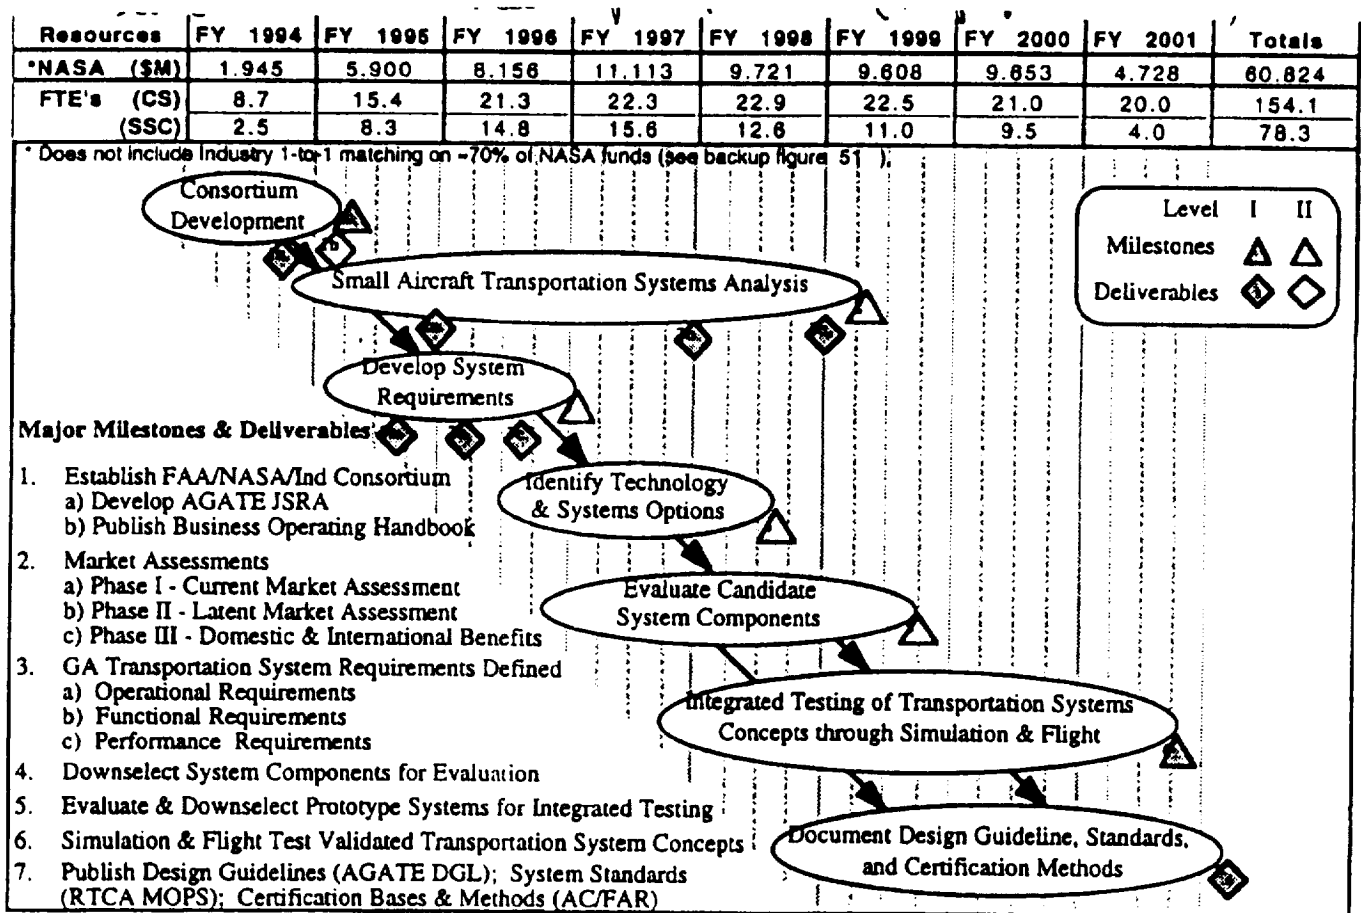 Resources FY 1994 FY 1995 FY 1996 FY 1997 FY 1998 FY 1999 FY 2000 FY 2001 Totals
*NASA ($M) 1.945 5.900 8.156 11.113 9.721 9.608 9.653 4.728 60.824
FTE's (CS) 8.7 15.4 21.3 22.3 22.9 22.5 21.0 20.0 154.1
(SSC) 2.5 8.3 14.8 15.6 12.6 11.0 9.5 4.0 78.3
* Does not include Industry 1-to-1 matching on ~70% of NASA funds (see backup figure 51 ).
Consortium
Development
Level I II
Milestones
Deliverables
Small Aircraft Transportation Systems Analysis
Develop System
Requirements
Major Milestones & Deliverables
1. Establish FAA/NASA/Ind Consortium
a) Develop AGATE JSRA
b) Publish Business Operating Handbook
Identify Technology
& Systems Options
2. Market Assessments
a) Phase I - Current Market Assessment
b) Phase II - Latent Market Assessment
c) Phase III - Domestic & International Benefits
Evaluate Candidate
System Components
3. GA Transportation System Requirements Defined
a) Operational Requirements
b) Functional Requirements
c) Performance Requirements
Integrated Testing of Transportation Systems
Concepts through Simulation & Flight
4. Downselect System Components for Evaluation
5. Evaluate & Downselect Prototype Systems for Integrated Testing
6. Simulation & Flight Test Validated Transportation System Concepts
7. Publish Design Guidelines (AGATE DGL); System Standards
(RTCA MOPS); Certification Bases & Methods (AC/FAR)
Document Design Guideline, Standards,
and Certification Methods